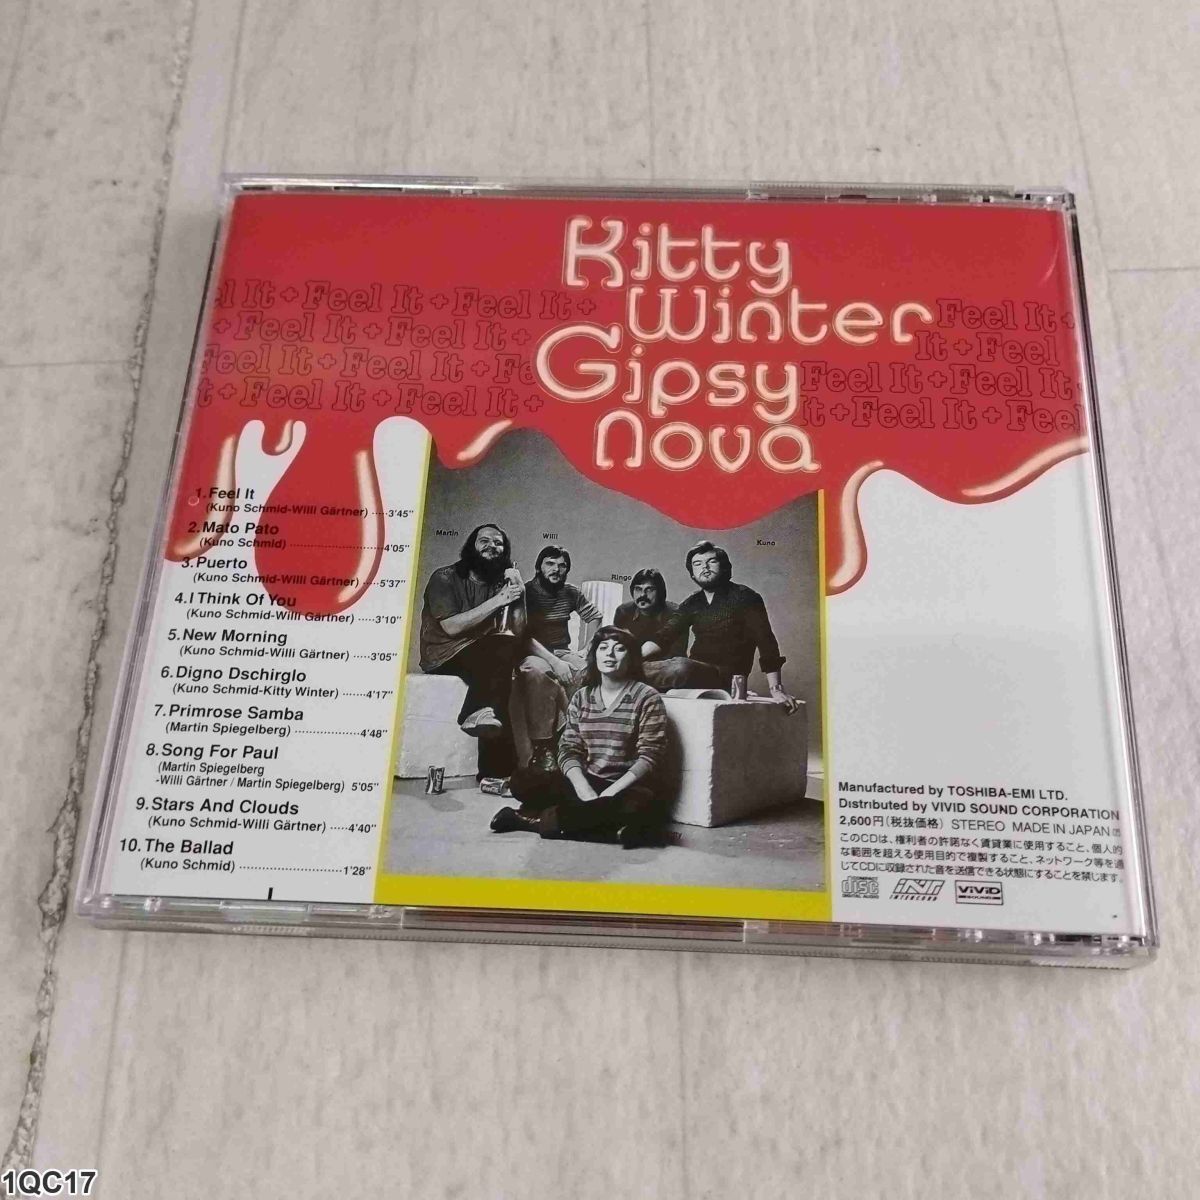 Kitty
Winter
Gipsy
Nova
Feel It + Feel It + Feel It +
+ Feel It + Feel It +
Feel It + Feel It + Fe
t + Feel It + Feel It +
Feel It +
It + Feel
Feel It + Feel It +
It + Feel It + Fee
1. Feel It
(Kuno Schmid-Willi Gärtner) ·····3'45"
2. Mato Pato
(Kuno Schmid) ·····4'05"
3. Puerto
(Kuno Schmid-Willi Gärtner) ·····5'37"
4. I Think Of You
(Kuno Schmid-Willi Gärtner) ·····3'10"
5. New Morning
(Kuno Schmid-Willi Gärtner) ·····3'05"
6. Digno Dschirglo
(Kuno Schmid-Kitty Winter) ·······4'17"
7. Primrose Samba
(Martin Spiegelberg) ··················4'48"
8. Song For Paul
(Martin Spiegelberg
-Willi Gärtner / Martin Spiegelberg) 5'05"
9. Stars And Clouds
(Kuno Schmid-Willi Gärtner) ·····4'40"
10. The Ballad
(Kuno Schmid) ······························1'28"
Martin
Willi
Ringo
Kuno
Manufactured by TOSHIBA-EMI LTD.
Distributed by VIVID SOUND CORPORATION
2,600円(税抜価格) STEREO MADE IN JAPAN
このCDは、権利者の許諾なく賃貸業に使用すること、個人的
な範囲を超える使用目的で複製すること、ネットワーク等を通
じてCDに収録された音を送信できる状態にすることを禁じます。
COMPACT disc DIGITAL AUDIO
INTERCORD
VIVID SOUND
1QC17